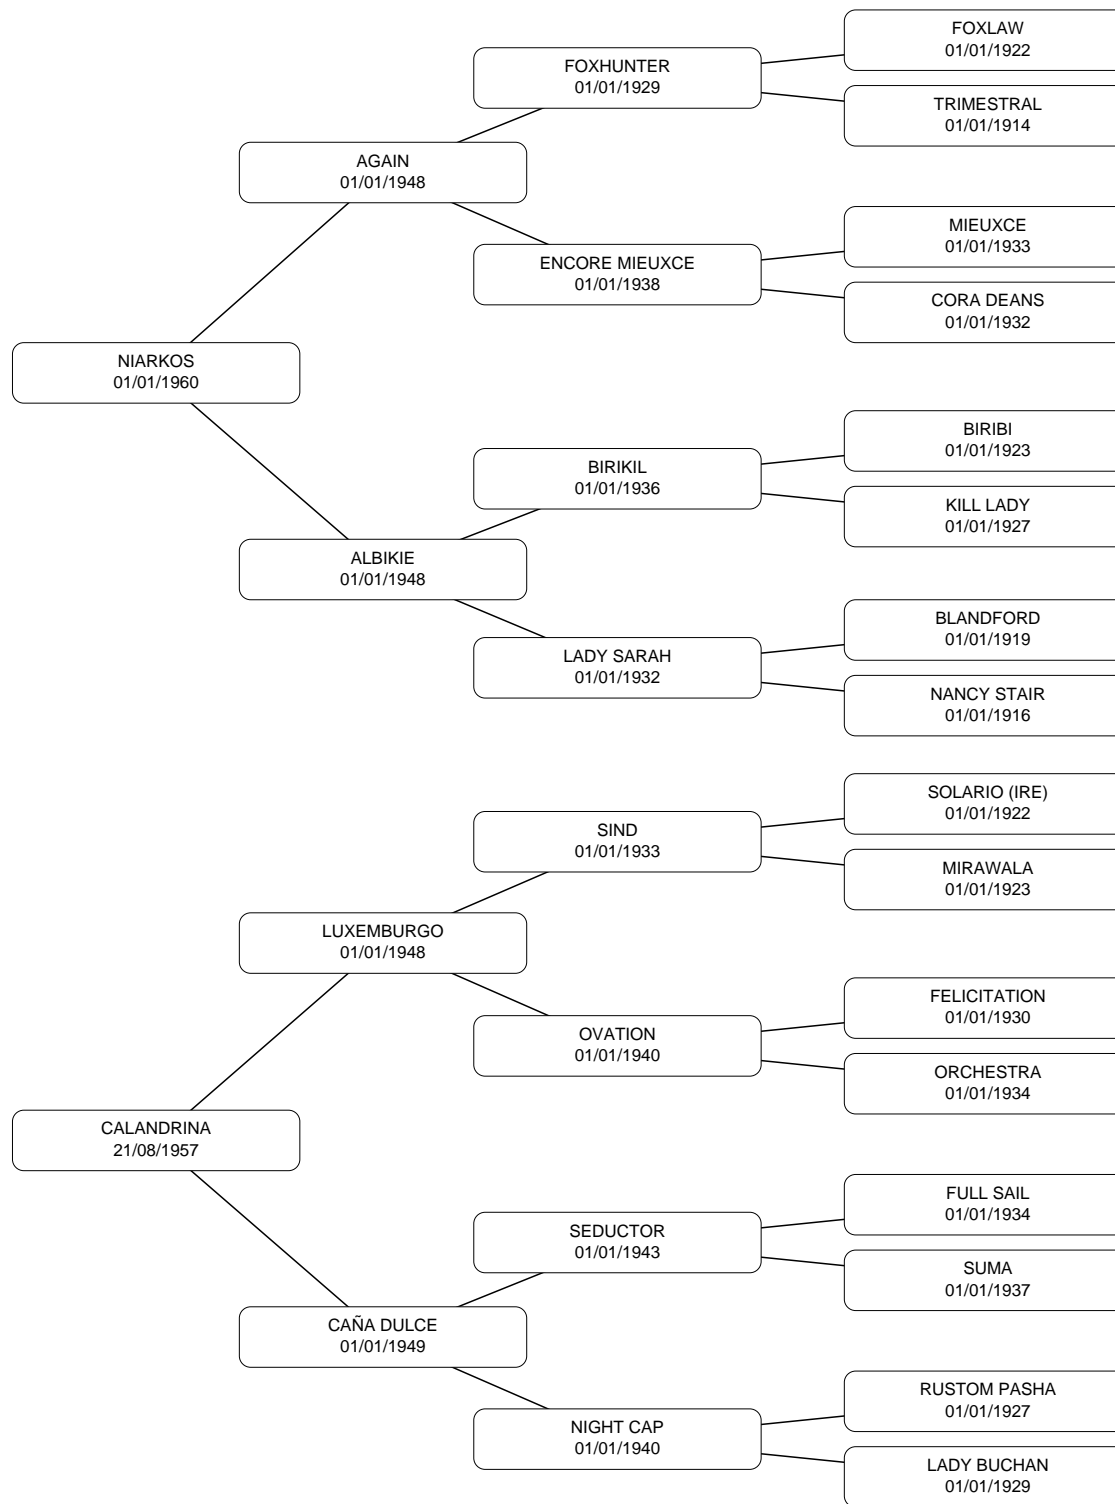 FOXLAW
01/01/1922
FOXHUNTER
01/01/1929
TRIMESTRAL
01/01/1914
AGAIN
01/01/1948
MIEUXCE
01/01/1933
ENCORE MIEUXCE
01/01/1938
CORA DEANS
01/01/1932
NIARKOS
01/01/1960
BIRIBI
01/01/1923
BIRIKIL
01/01/1936
KILL LADY
01/01/1927
ALBIKIE
01/01/1948
BLANDFORD
01/01/1919
LADY SARAH
01/01/1932
NANCY STAIR
01/01/1916
SOLARIO (IRE)
01/01/1922
SIND
01/01/1933
MIRAWALA
01/01/1923
LUXEMBURGO
01/01/1948
FELICITATION
01/01/1930
OVATION
01/01/1940
ORCHESTRA
01/01/1934
CALANDRINA
21/08/1957
FULL SAIL
01/01/1934
SEDUCTOR
01/01/1943
SUMA
01/01/1937
CAÑA DULCE
01/01/1949
RUSTOM PASHA
01/01/1927
NIGHT CAP
01/01/1940
LADY BUCHAN
01/01/1929